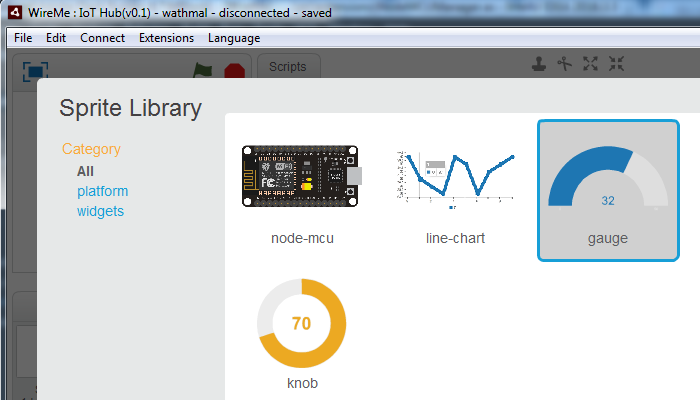 WireMe : IoT Hub(v0.1) - wathmal - disconnected - saved
File Edit Connect Extensions Language
Scripts
Sprite Library
Category
All
platform
widgets
node-mcu
line-chart
32
gauge
70
knob